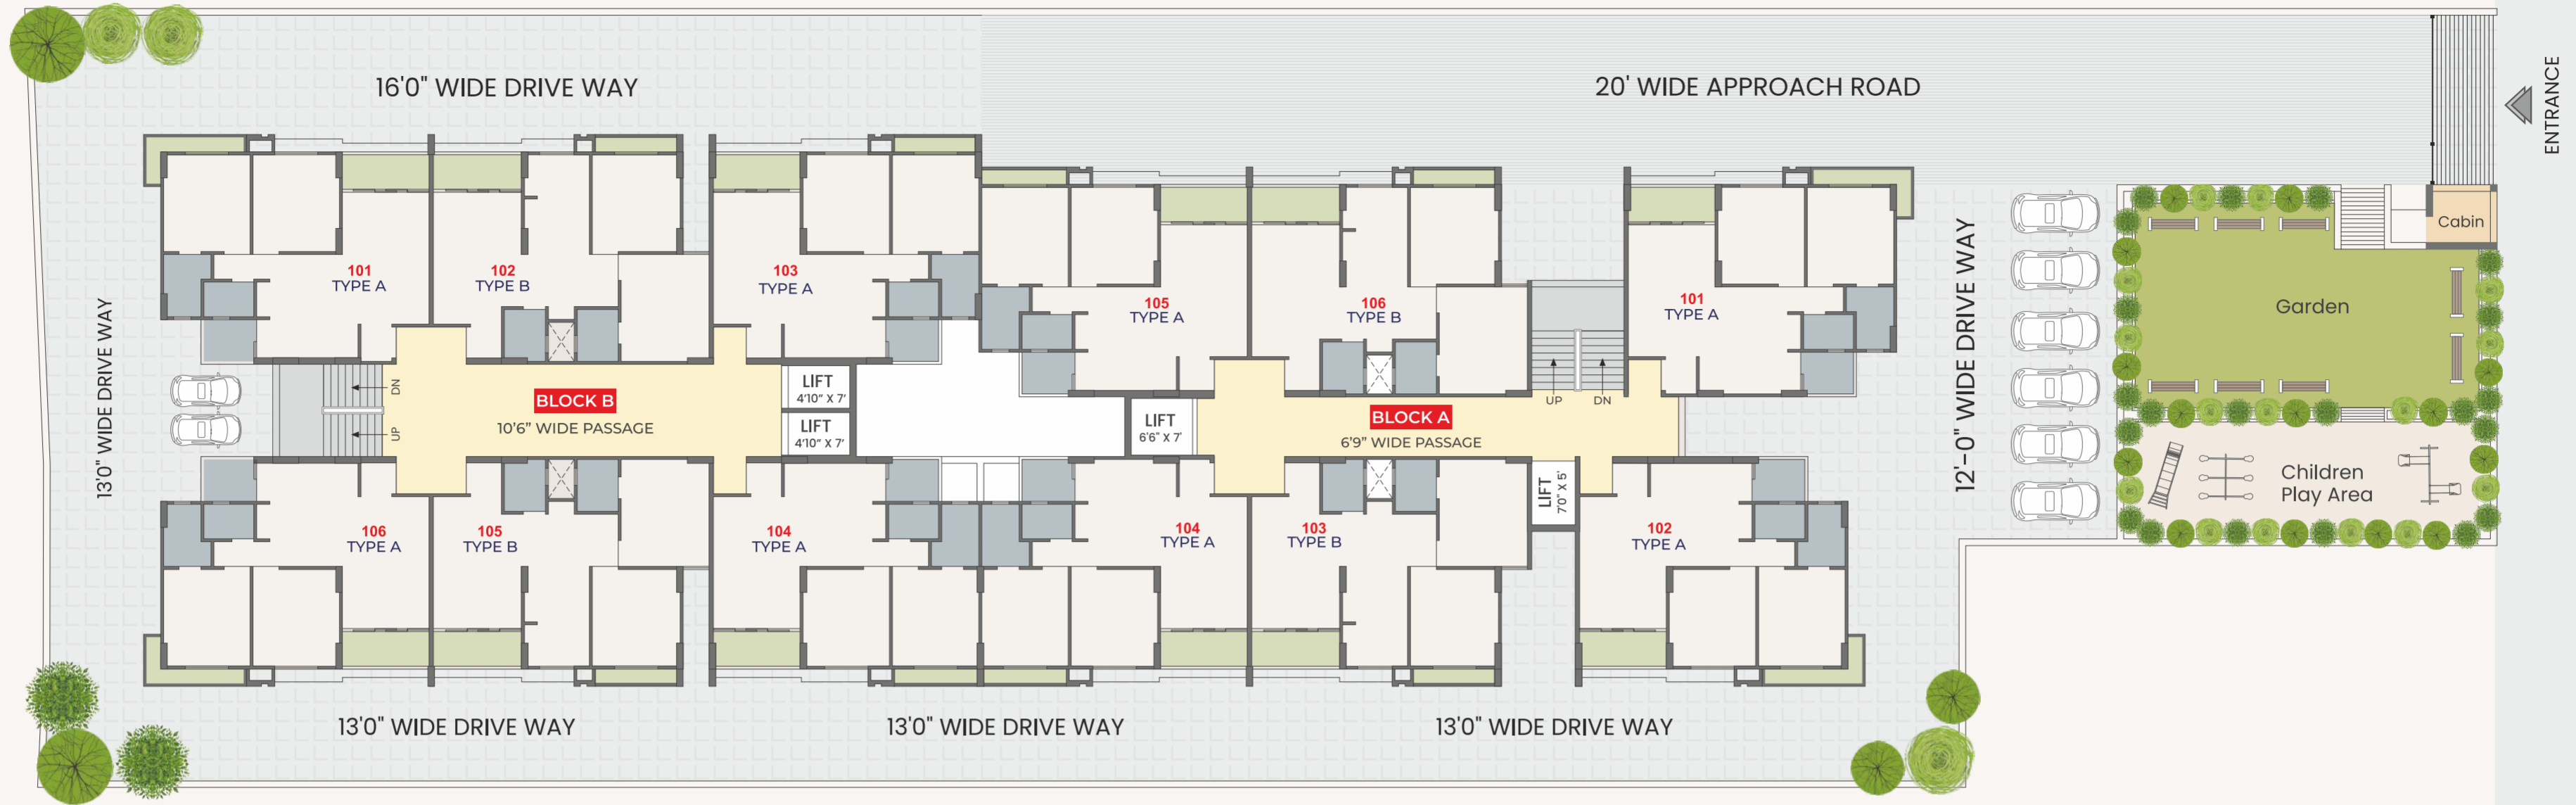 16'0" WIDE DRIVE WAY
20' WIDE APPROACH ROAD
ENTRANCE
101
TYPE A
102
TYPE B
103
TYPE A
105
TYPE A
106
TYPE B
101
TYPE A
Cabin
Garden
13'0" WIDE DRIVE WAY
12'-0" WIDE DRIVE WAY
DN
UP
BLOCK B
10'6" WIDE PASSAGE
LIFT
4'10" X 7'
LIFT
4'10" X 7'
LIFT
6'6" X 7'
BLOCK A
6'9" WIDE PASSAGE
UP
DN
LIFT
7'0" X 5'
Children
Play Area
106
TYPE A
105
TYPE B
104
TYPE A
104
TYPE A
103
TYPE B
102
TYPE A
13'0" WIDE DRIVE WAY
13'0" WIDE DRIVE WAY
13'0" WIDE DRIVE WAY